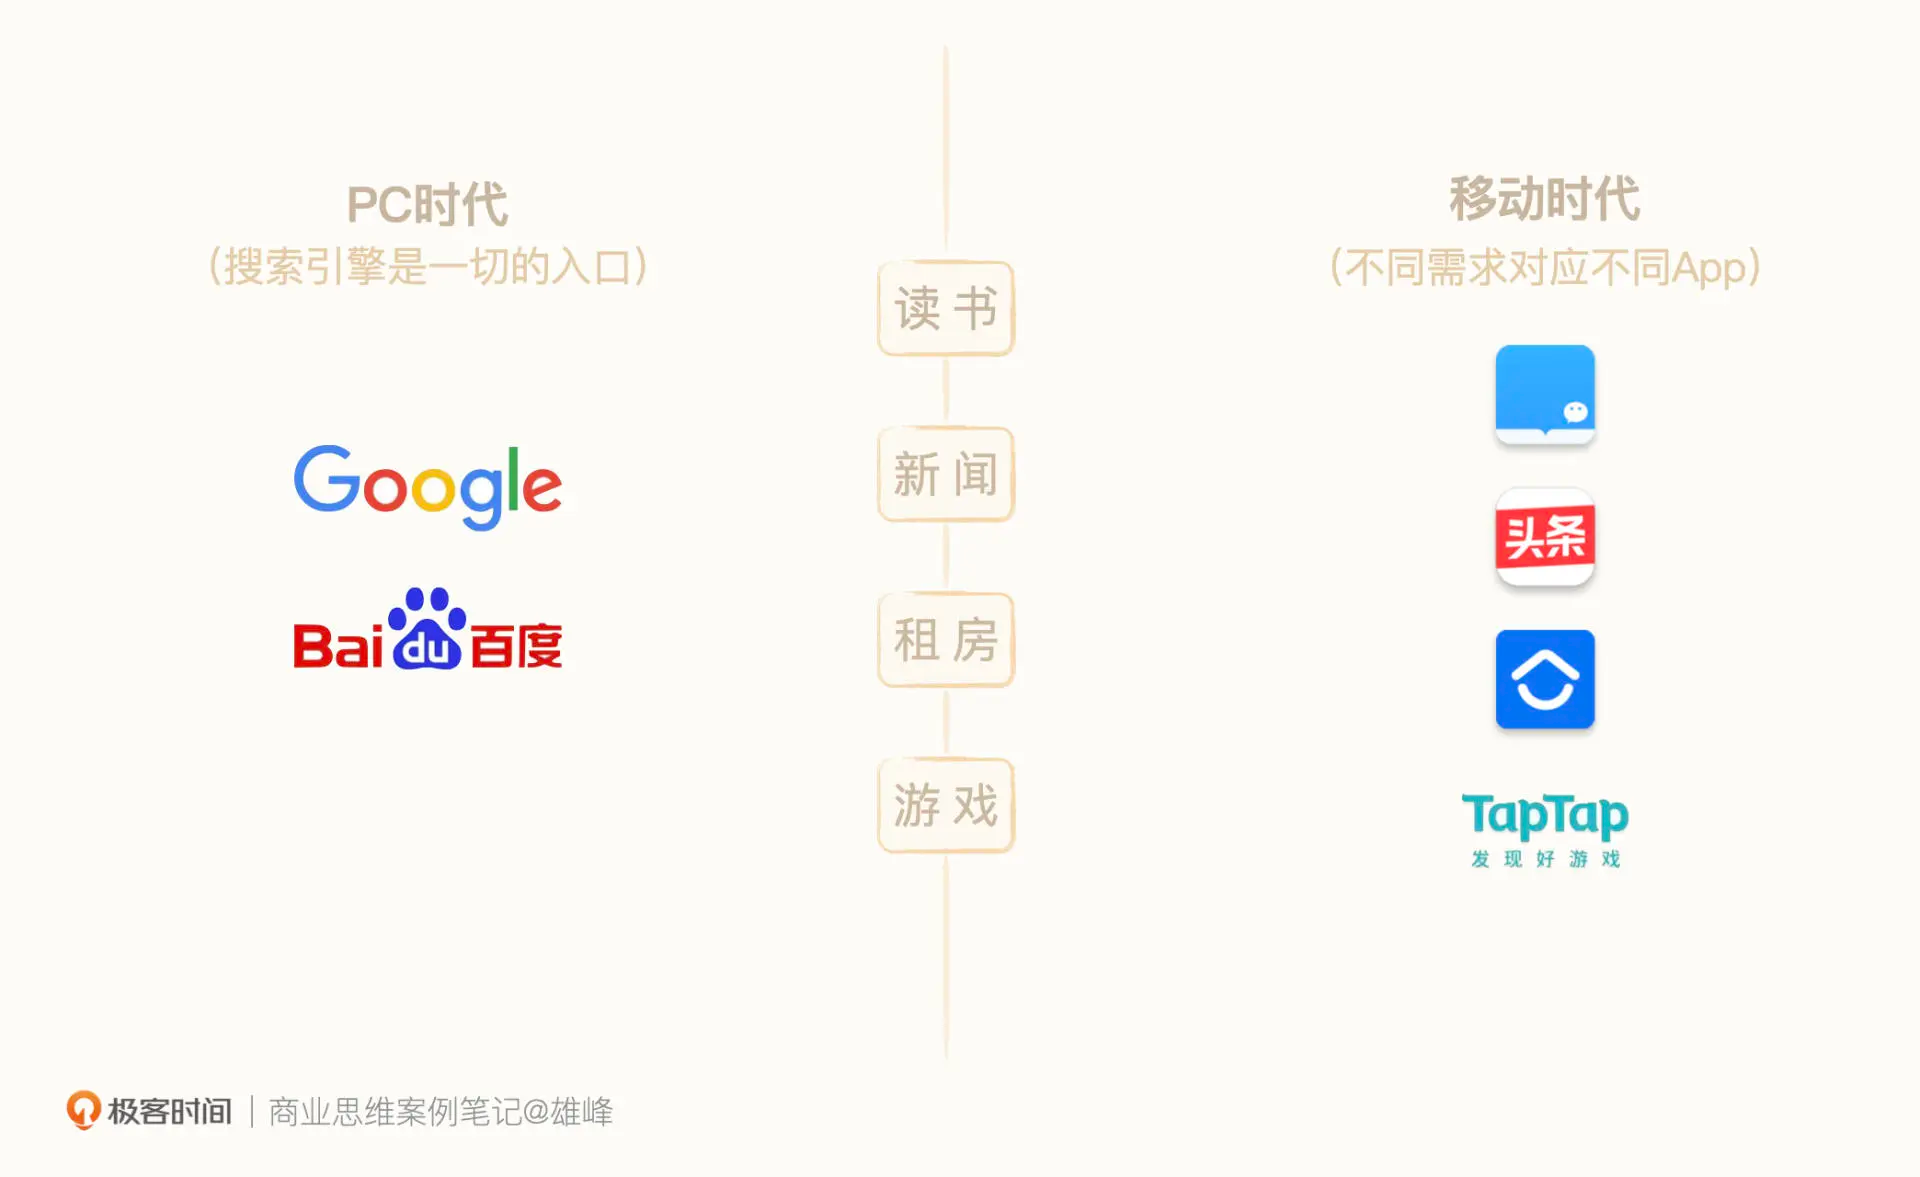 PC时代
（搜索引擎是一切的入口）
Google
Bai du 百度
读书
新闻
租房
游戏
移动时代
（不同需求对应不同App）
头条
TapTap
发现好游戏
极客时间 | 商业思维案例笔记@雄峰